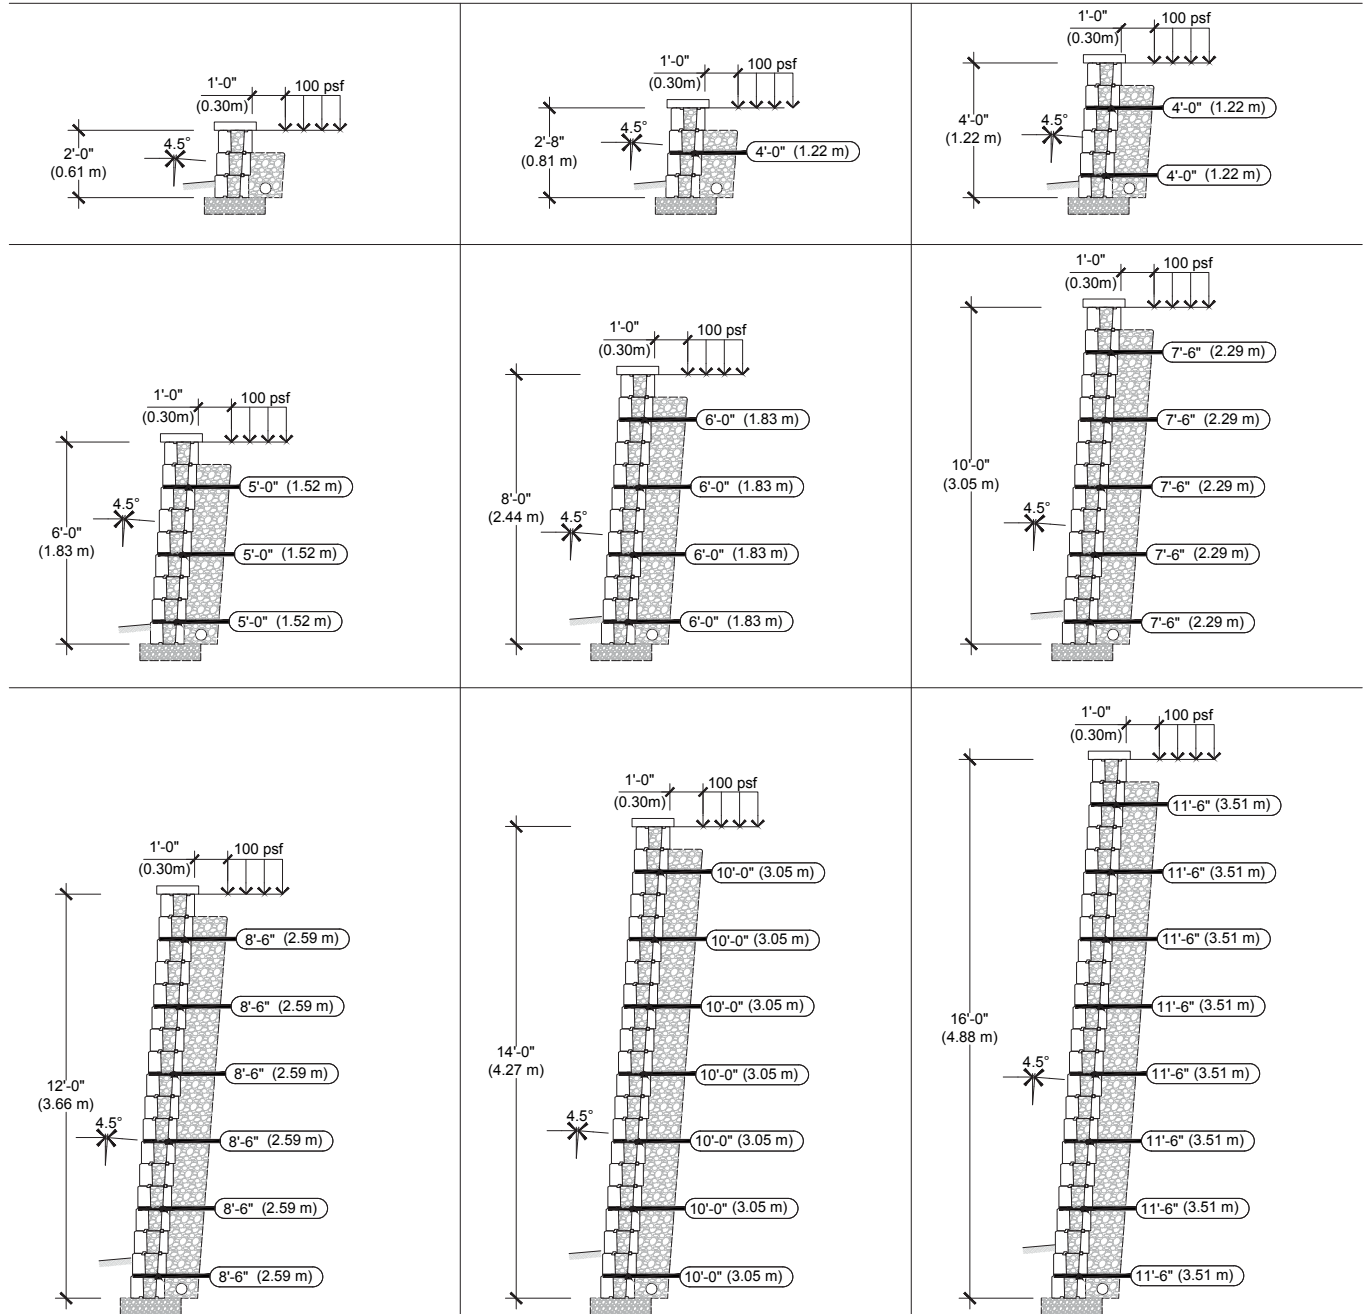 1'-0" 100 psf
(0.30m)
4.5°
2'-0"
(0.61 m)
1'-0" 100 psf
(0.30m)
4.5°
2'-8"
(0.81 m)
4'-0" (1.22 m)
1'-0" 100 psf
(0.30m)
4'-0" (1.22 m)
4.5°
4'-0"
(1.22 m)
4'-0" (1.22 m)
1'-0" 100 psf
(0.30m)
5'-0" (1.52 m)
4.5°
6'-0"
(1.83 m)
5'-0" (1.52 m)
5'-0" (1.52 m)
1'-0" 100 psf
(0.30m)
6'-0" (1.83 m)
6'-0" (1.83 m)
8'-0"
(2.44 m)
4.5°
6'-0" (1.83 m)
6'-0" (1.83 m)
1'-0" 100 psf
(0.30m)
7'-6" (2.29 m)
7'-6" (2.29 m)
10'-0"
(3.05 m)
7'-6" (2.29 m)
4.5°
7'-6" (2.29 m)
7'-6" (2.29 m)
1'-0" 100 psf
(0.30m)
8'-6" (2.59 m)
8'-6" (2.59 m)
8'-6" (2.59 m)
12'-0"
(3.66 m)
4.5°
8'-6" (2.59 m)
8'-6" (2.59 m)
8'-6" (2.59 m)
1'-0" 100 psf
(0.30m)
10'-0" (3.05 m)
10'-0" (3.05 m)
10'-0" (3.05 m)
14'-0"
(4.27 m)
10'-0" (3.05 m)
4.5°
10'-0" (3.05 m)
10'-0" (3.05 m)
10'-0" (3.05 m)
1'-0" 100 psf
(0.30m)
11'-6" (3.51 m)
11'-6" (3.51 m)
11'-6" (3.51 m)
11'-6" (3.51 m)
16'-0"
(4.88 m)
4.5°
11'-6" (3.51 m)
11'-6" (3.51 m)
11'-6" (3.51 m)
11'-6" (3.51 m)